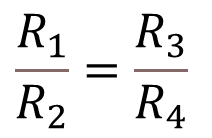 R₁/R₂ = R₃/R₄